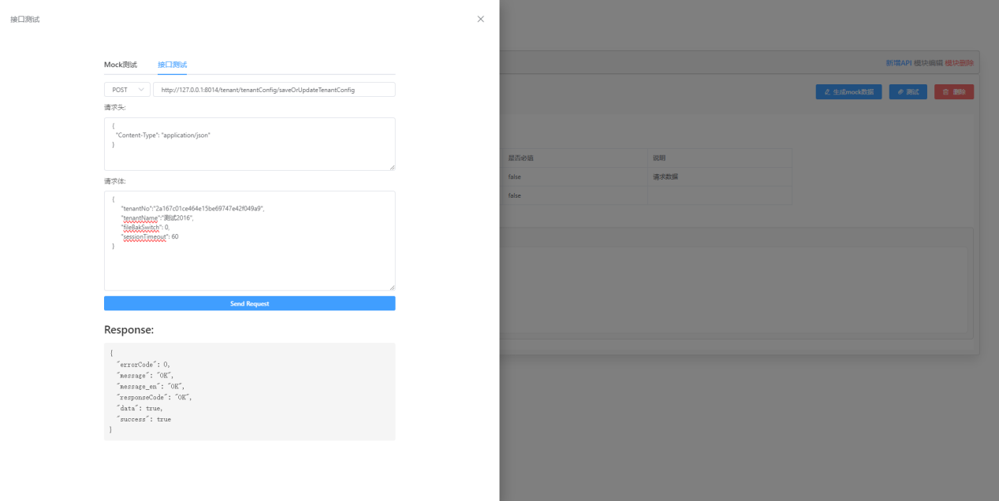 接口测试
Mock测试 接口测试
POST http://127.0.0.1:8014/tenant/tenantConfig/saveOrUpdateTenantConfig
请求头:
{
"Content-Type": "application/json"
}
请求体:
{
"tenantNo":"2a167c01ce464e15be69747e42f049a9",
"tenantName":"测试2016",
"fileBakSwitch": 0,
"sessionTimeout": 60
}
Send Request
Response:
{
"errorCode": 0,
"message": "OK",
"message_en": "OK",
"responseCode": "OK",
"data": true,
"success": true
}
新增API 模块编辑 模块删除
生成mock数据 测试 删除
是否必填 说明
false 请求数据
false